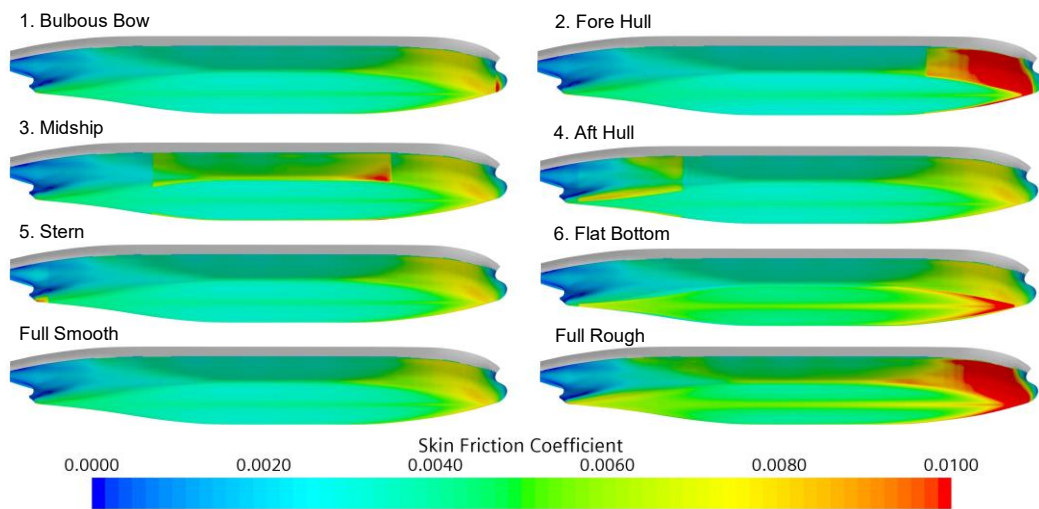 1. Bulbous Bow
2. Fore Hull
3. Midship
4. Aft Hull
5. Stern
6. Flat Bottom
Full Smooth
Full Rough
Skin Friction Coefficient
0.0000 0.0020 0.0040 0.0060 0.0080 0.0100